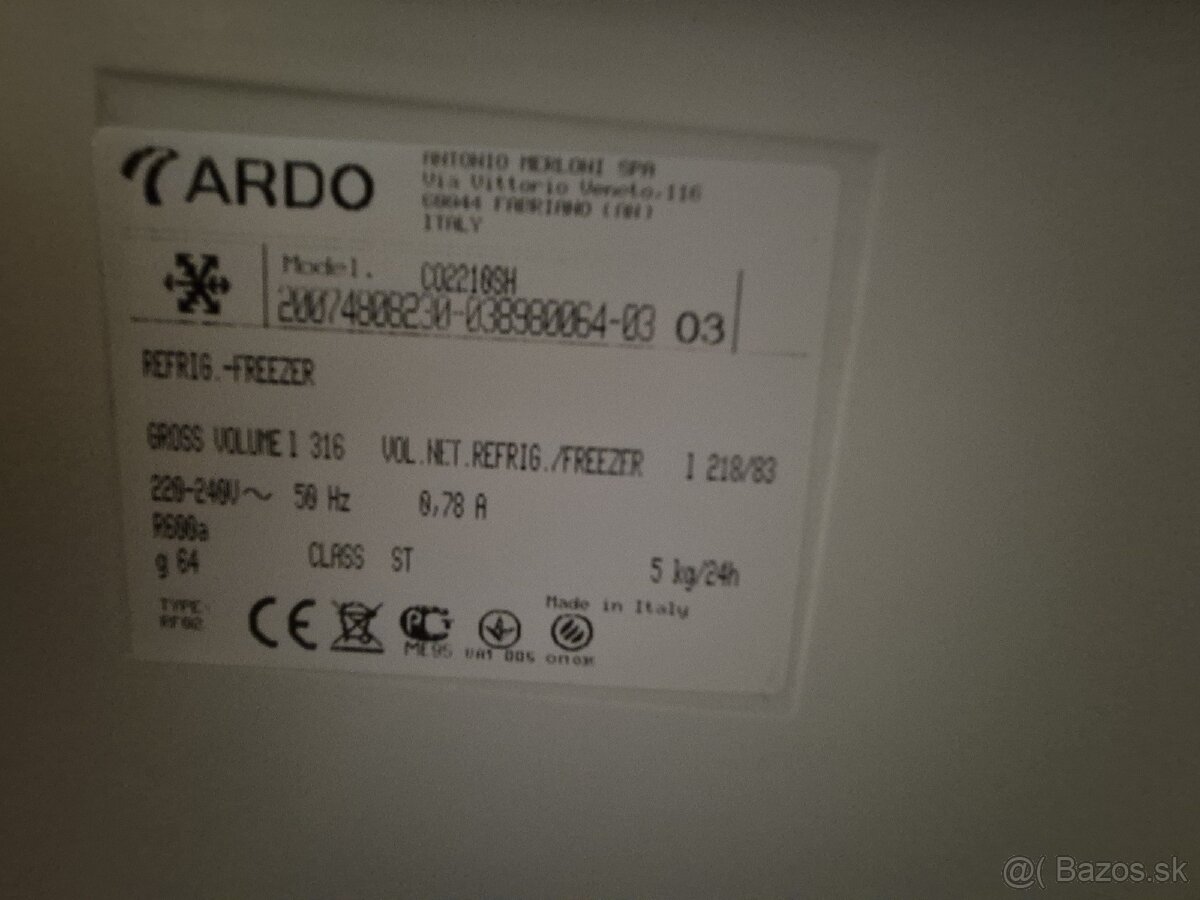 ARDO
ANTONIO MERLONI SPA
Via Vittorio Veneto,116
60044 FABRIANO (AN)
ITALY
Model. CO2210SH
20074808230-038980064-03 03
REFRIG.-FREEZER
GROSS VOLUME l 316 VOL.NET.REFRIG./FREEZER l 218/83
220-240V~ 50 Hz 0,78 A
R600a
g 64 CLASS ST 5 kg/24h
TYPE:
RF02
CE
Made in Italy
ME95
@( Bazos.sk